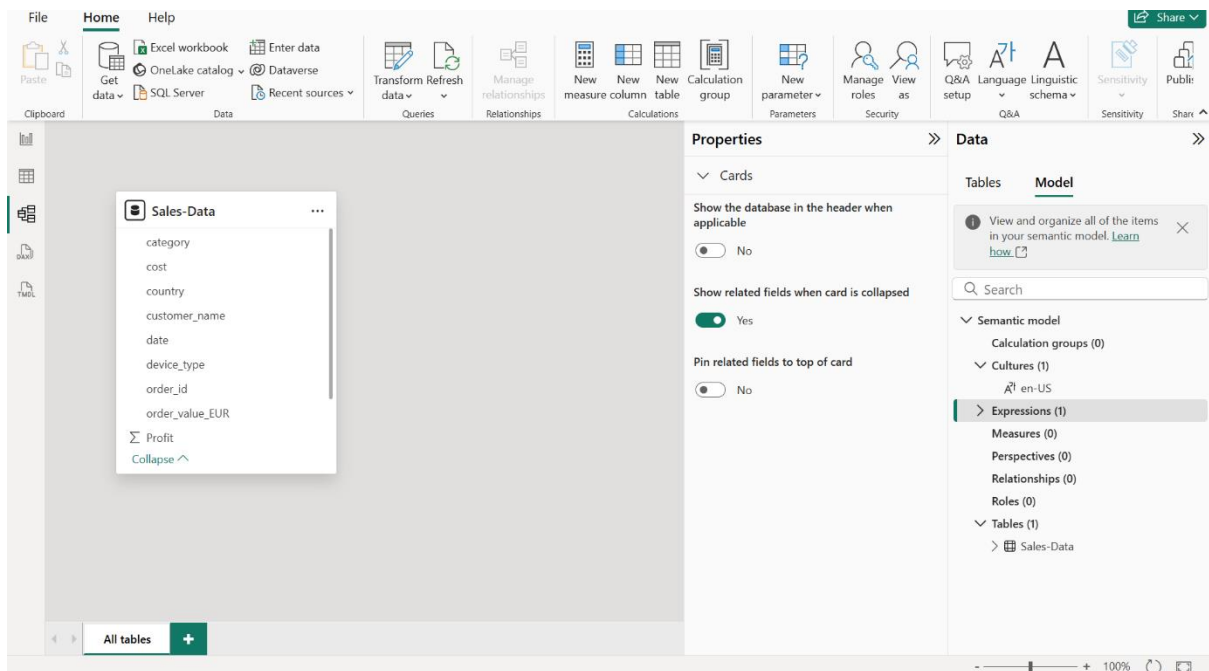 File Home Help Share
Paste
Clipboard
Get data
Excel workbook
OneLake catalog
SQL Server
Enter data
Dataverse
Recent sources
Data
Transform data
Refresh
Queries
Manage relationships
Relationships
New measure
New column
New table
Calculation group
Calculations
New parameter
Parameters
Manage roles
View as
Security
Q&A setup
Language
Linguistic schema
Q&A
Sensitivity
Sensitivity
Publis
Share
DAX
TMDL
Sales-Data
category
cost
country
customer_name
date
device_type
order_id
order_value_EUR
Σ Profit
Collapse
All tables
Properties
Cards
Show the database in the header when
applicable
No
Show related fields when card is collapsed
Yes
Pin related fields to top of card
No
Data
Tables Model
View and organize all of the items
in your semantic model. Learn
how
Search
Semantic model
Calculation groups (0)
Cultures (1)
en-US
Expressions (1)
Measures (0)
Perspectives (0)
Relationships (0)
Roles (0)
Tables (1)
Sales-Data
- + 100%